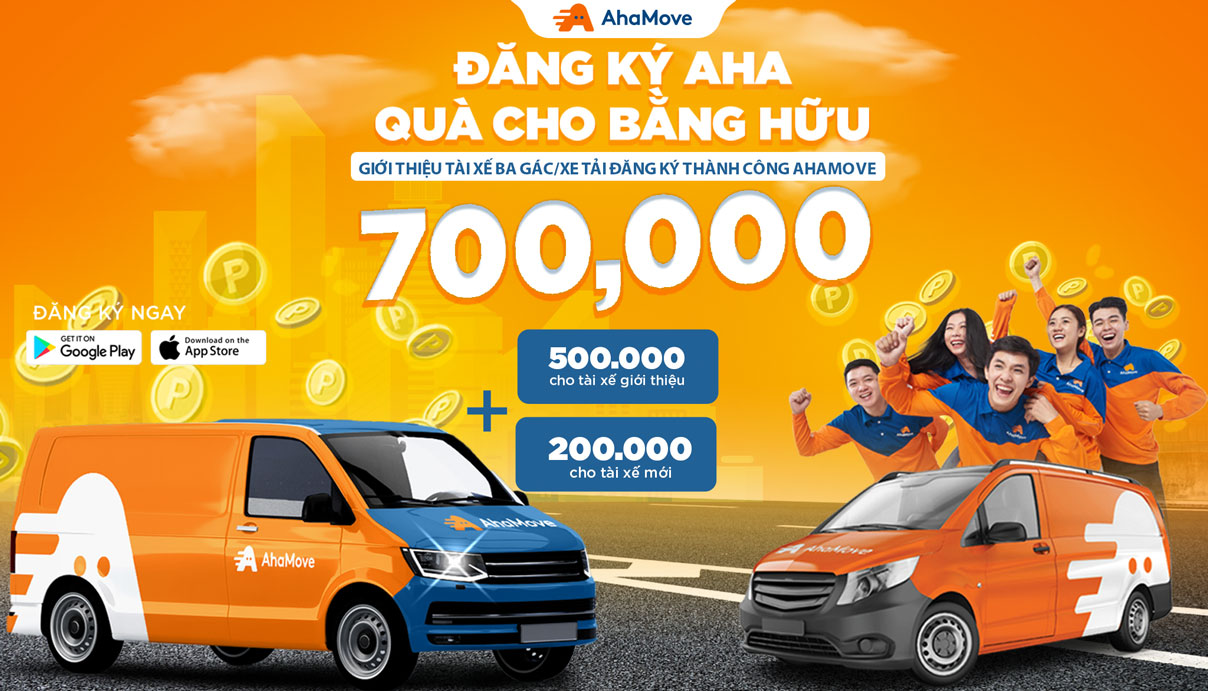 AhaMove
ĐĂNG KÝ AHA
QUÀ CHO BẰNG HỮU
GIỚI THIỆU TÀI XẾ BA GÁC/XE TẢI ĐĂNG KÝ THÀNH CÔNG AHAMOVE
700,000
ĐĂNG KÝ NGAY
GET IT ON
Google Play
Download on the
App Store
+
500.000
cho tài xế giới thiệu
200.000
cho tài xế mới
AhaMove
AhaMove
AhaMove